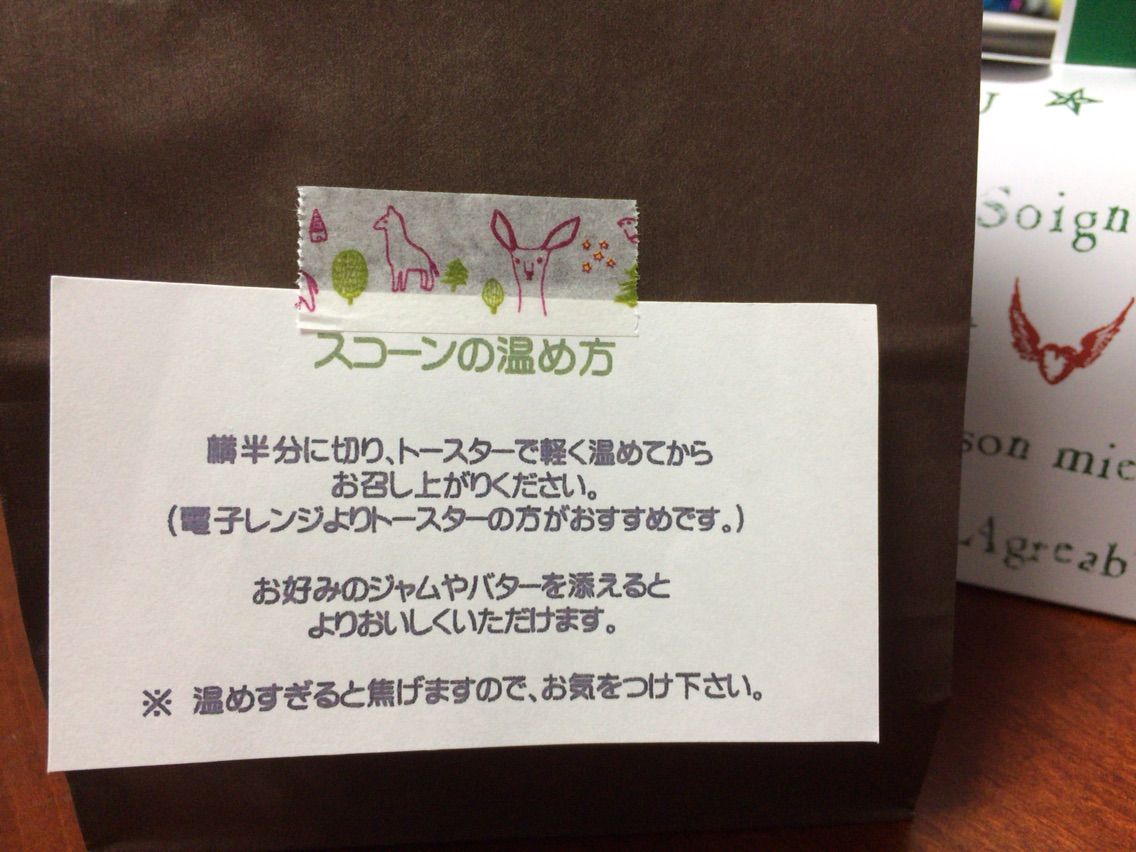 スコーンの温め方
横半分に切り、トースターで軽く温めてから
お召し上がりください。
(電子レンジよりトースターの方がおすすめです。)
お好みのジャムやバターを添えると
よりおいしくいただけます。
※ 温めすぎると焦げますので、お気をつけ下さい。
Soign
son mie
Agreab